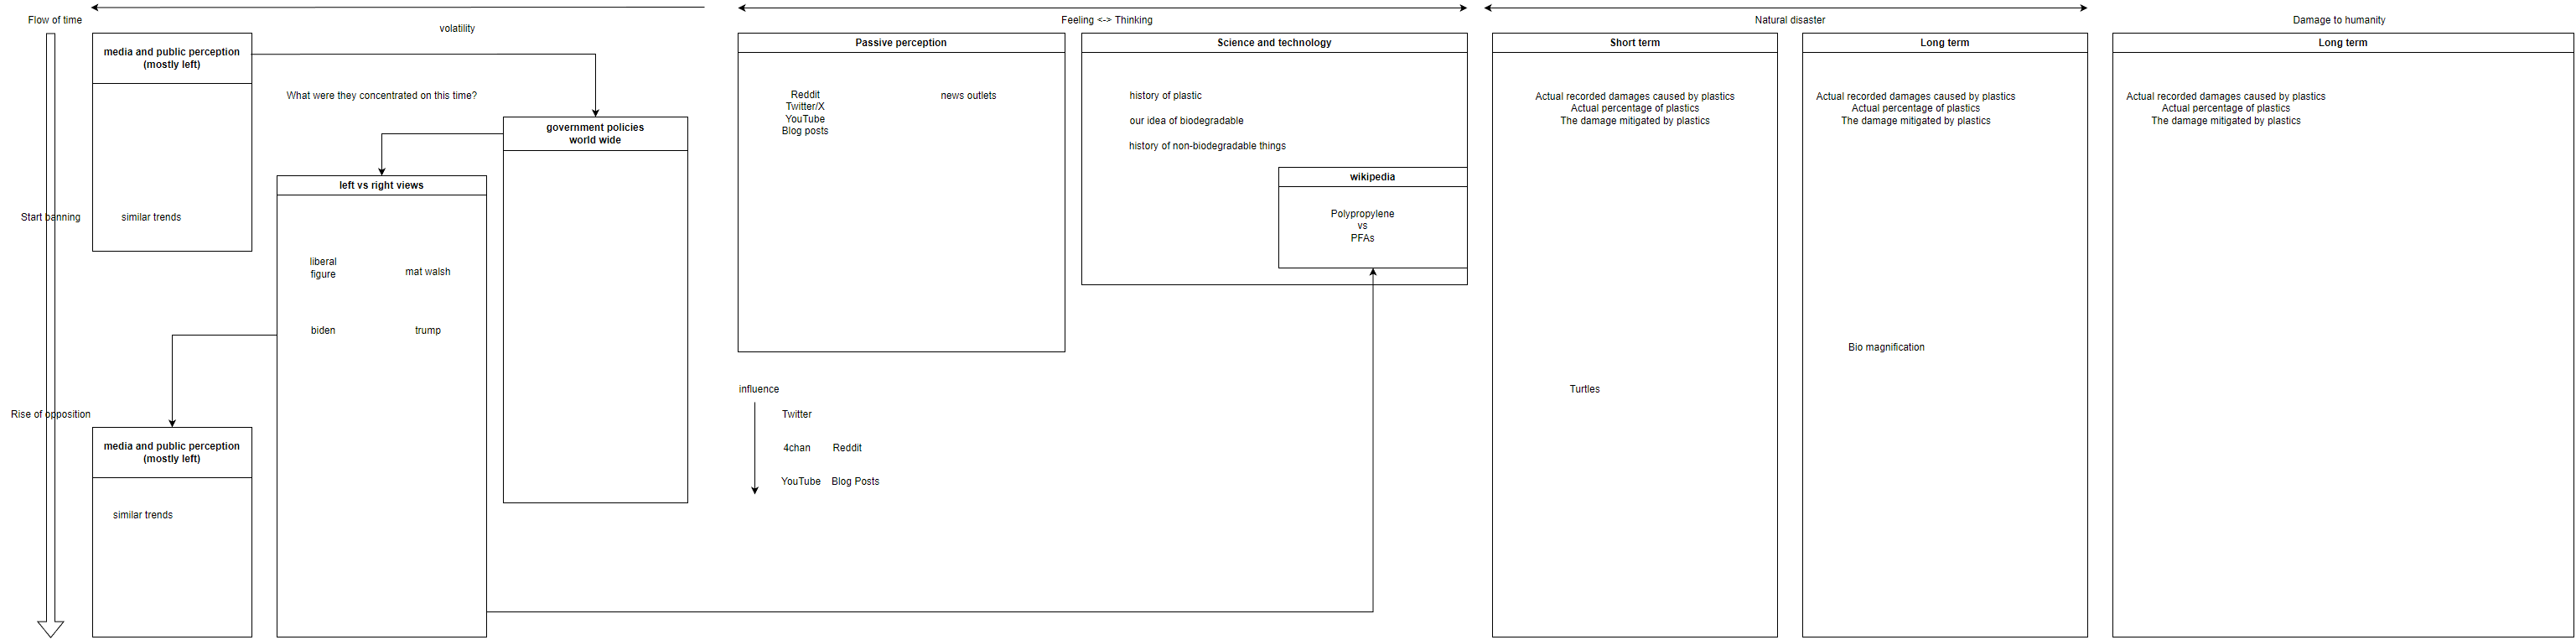 Flow of time
volatility
Feeling <-> Thinking
Natural disaster
Damage to humanity
media and public perception
(mostly left)
What were they concentrated on this time?
government policies
world wide
left vs right views
Start banning
similar trends
liberal
figure
mat walsh
biden
trump
Rise of opposition
media and public perception
(mostly left)
similar trends
Passive perception
Reddit
Twitter/X
YouTube
Blog posts
news outlets
influence
Twitter
4chan
Reddit
YouTube
Blog Posts
Science and technology
history of plastic
our idea of biodegradable
history of non-biodegradable things
wikipedia
Polypropylene
vs
PFAs
Short term
Actual recorded damages caused by plastics
Actual percentage of plastics
The damage mitigated by plastics
Turtles
Long term
Actual recorded damages caused by plastics
Actual percentage of plastics
The damage mitigated by plastics
Bio magnification
Long term
Actual recorded damages caused by plastics
Actual percentage of plastics
The damage mitigated by plastics